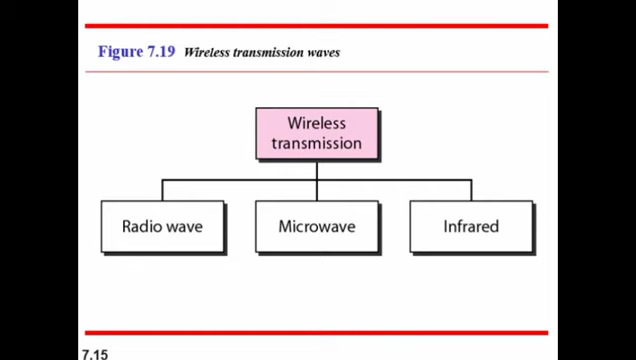 Figure 7.19 Wireless transmission waves
Wireless
transmission
Radio wave
Microwave
Infrared
7.15